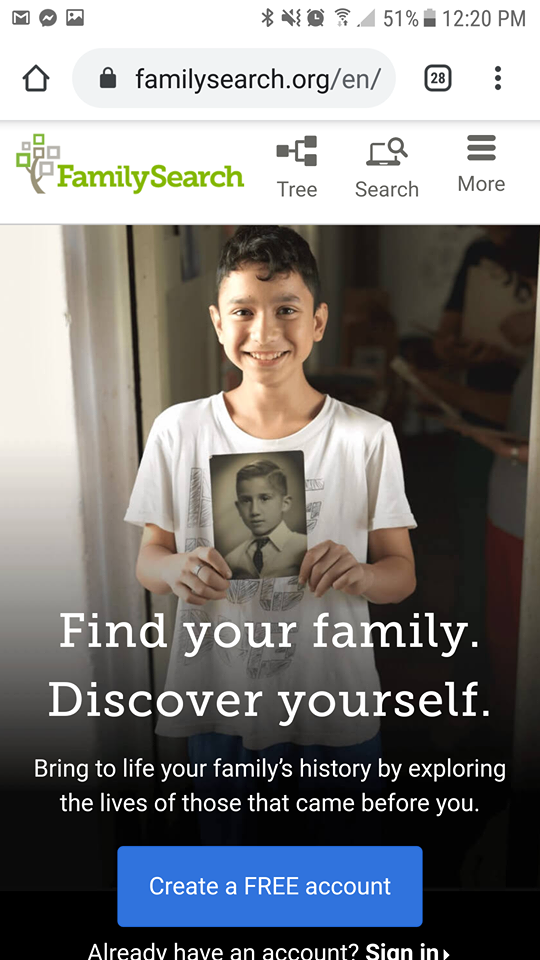 51% 12:20 PM
familysearch.org/en/
28
FamilySearch
Tree
Search
More
Find your family.
Discover yourself.
Bring to life your family’s history by exploring
the lives of those that came before you.
Create a FREE account
Already have an account? Sign in